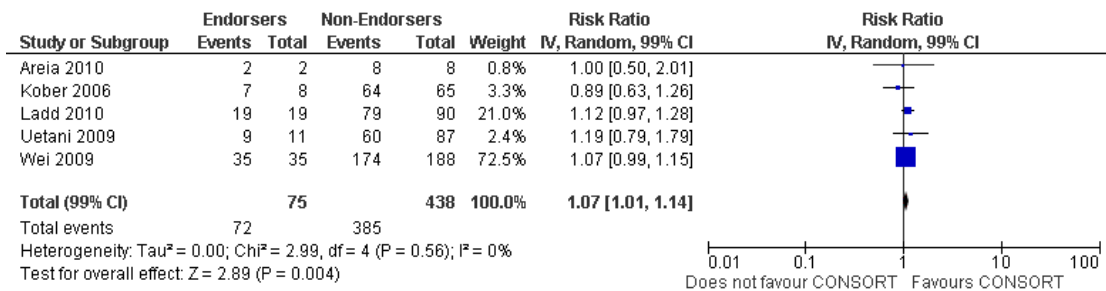 Endorsers Non-Endorsers Risk Ratio Risk Ratio
Study or Subgroup Events Total Events Total Weight IV, Random, 99% CI IV, Random, 99% CI
Areia 2010 2 2 8 8 0.8% 1.00 [0.50, 2.01]
Kober 2006 7 8 64 65 3.3% 0.89 [0.63, 1.26]
Ladd 2010 19 19 79 90 21.0% 1.12 [0.97, 1.28]
Uetani 2009 9 11 60 87 2.4% 1.19 [0.79, 1.79]
Wei 2009 35 35 174 188 72.5% 1.07 [0.99, 1.15]
Total (99% CI) 75 438 100.0% 1.07 [1.01, 1.14]
Total events 72 385
Heterogeneity: Tau² = 0.00; Chi² = 2.99, df = 4 (P = 0.56); I² = 0%
Test for overall effect: Z = 2.89 (P = 0.004)
0.01 0.1 1 10 100
Does not favour CONSORT Favours CONSORT